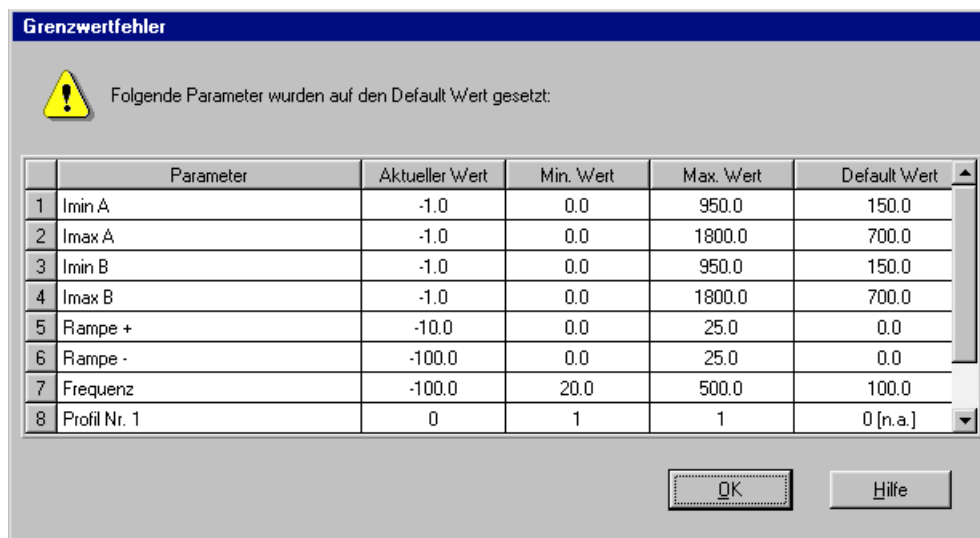 Grenzwertfehler
Folgende Parameter wurden auf den Default Wert gesetzt:
Parameter Aktueller Wert Min. Wert Max. Wert Default Wert
1 Imin A -1.0 0.0 950.0 150.0
2 Imax A -1.0 0.0 1800.0 700.0
3 Imin B -1.0 0.0 950.0 150.0
4 Imax B -1.0 0.0 1800.0 700.0
5 Rampe + -10.0 0.0 25.0 0.0
6 Rampe - -100.0 0.0 25.0 0.0
7 Frequenz -100.0 20.0 500.0 100.0
8 Profil Nr. 1 0 1 1 0 [n.a.]
OK Hilfe